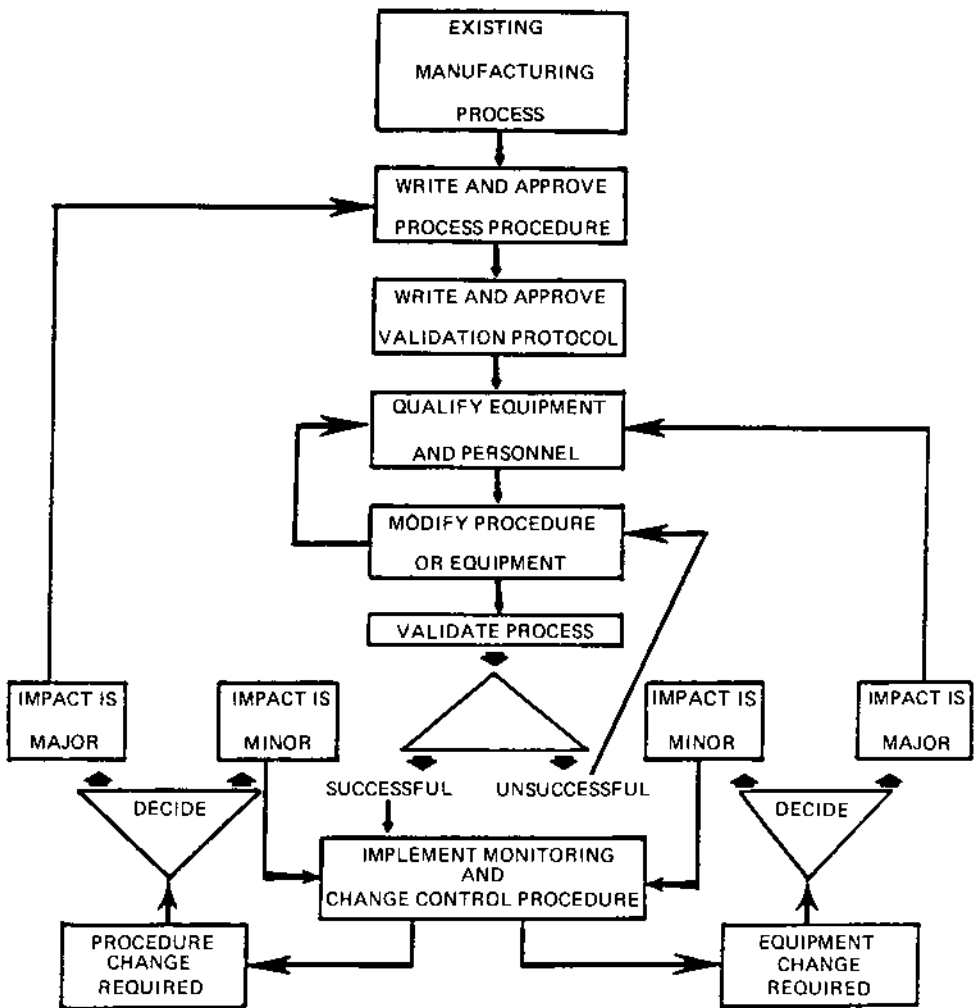 EXISTING
MANUFACTURING
PROCESS
WRITE AND APPROVE
PROCESS PROCEDURE
WRITE AND APPROVE
VALIDATION PROTOCOL
QUALIFY EQUIPMENT
AND PERSONNEL
MODIFY PROCEDURE
OR EQUIPMENT
VALIDATE PROCESS
IMPACT IS
MAJOR
IMPACT IS
MINOR
IMPACT IS
MINOR
IMPACT IS
MAJOR
SUCCESSFUL
UNSUCCESSFUL
DECIDE
DECIDE
IMPLEMENT MONITORING
AND
CHANGE CONTROL PROCEDURE
PROCEDURE
CHANGE
REQUIRED
EQUIPMENT
CHANGE
REQUIRED